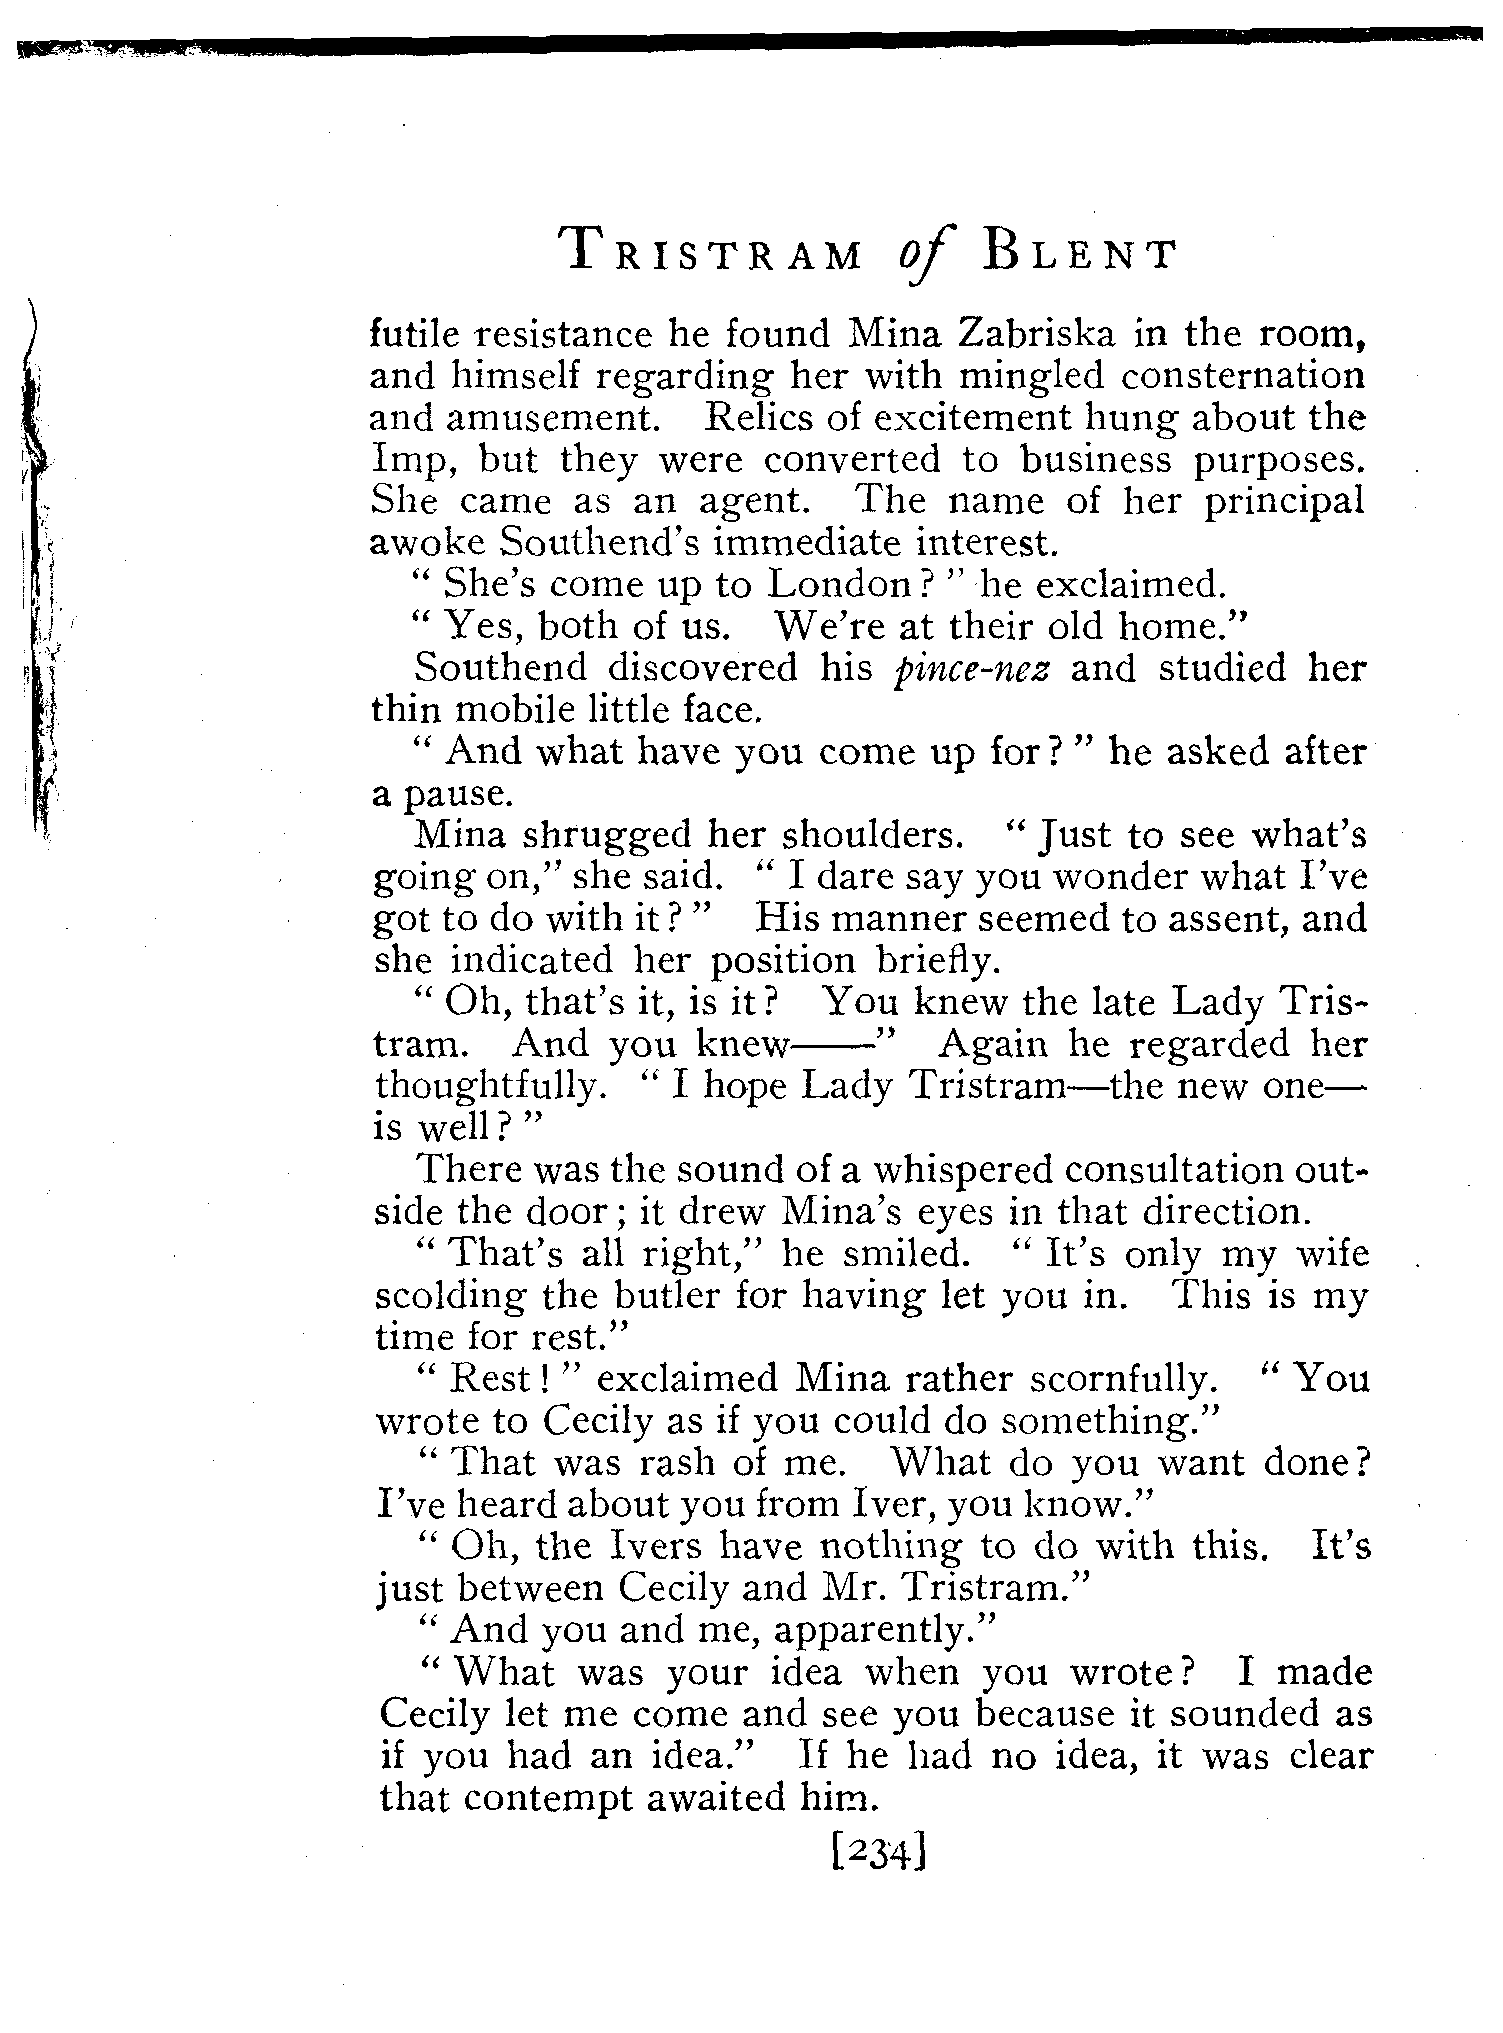 Tristram of Blent
futile resistance he found Mina Zabriska in the room,
and himself regarding her with mingled consternation
and amusement. Relics of excitement hung about the
Imp, but they were converted to business purposes.
She came as an agent. The name of her principal
awoke Southend's immediate interest.
" She's come up to London? " he exclaimed.
" Yes, both of us. We're at their old home."
Southend discovered his pince-nez and studied her
thin mobile little face.
" And what have you come up for? " he asked after
a pause.
Mina shrugged her shoulders. " Just to see what's
going on," she said. " I dare say you wonder what I've
got to do with it? " His manner seemed to assent, and
she indicated her position briefly.
" Oh, that's it, is it? You knew the late Lady Tris-
tram. And you knew——" Again he regarded her
thoughtfully. " I hope Lady Tristram—the new one—
is well? "
There was the sound of a whispered consultation out-
side the door; it drew Mina's eyes in that direction.
" That's all right," he smiled. " It's only my wife
scolding the butler for having let you in. This is my
time for rest."
" Rest! " exclaimed Mina rather scornfully. " You
wrote to Cecily as if you could do something."
" That was rash of me. What do you want done?
I've heard about you from Iver, you know."
" Oh, the Ivers have nothing to do with this. It's
just between Cecily and Mr. Tristram."
" And you and me, apparently."
" What was your idea when you wrote? I made
Cecily let me come and see you because it sounded as
if you had an idea." If he had no idea, it was clear
that contempt awaited him.
[234]